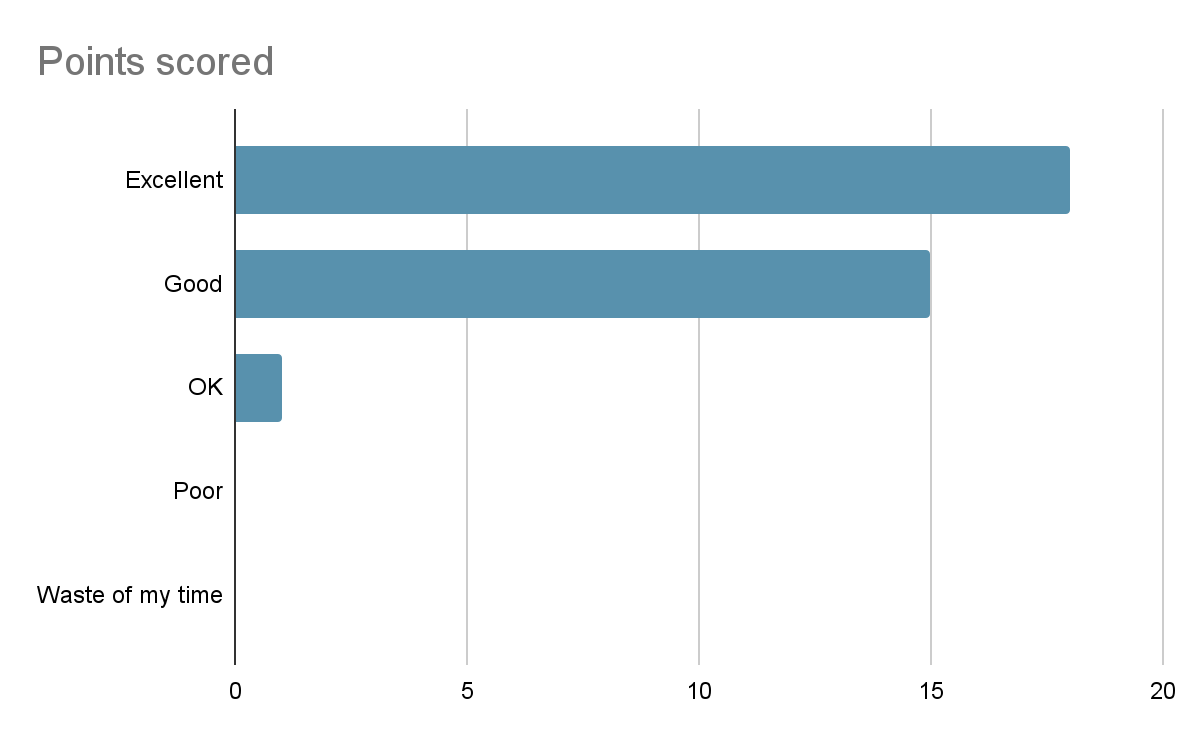 Points scored
Excellent
Good
OK
Poor
Waste of my time
0 5 10 15 20